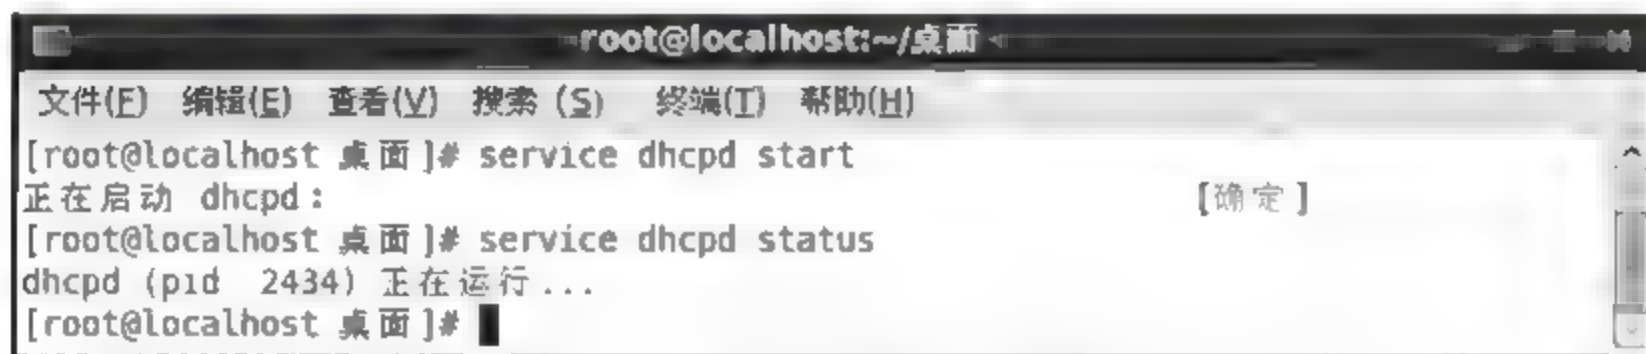 root@localhost:~/桌面
文件(F) 编辑(E) 查看(V) 搜索 (S) 终端(T) 帮助(H)
[root@localhost 桌面]# service dhcpd start
正在启动 dhcpd: [确定]
[root@localhost 桌面]# service dhcpd status
dhcpd (pid 2434) 正在运行...
[root@localhost 桌面]#